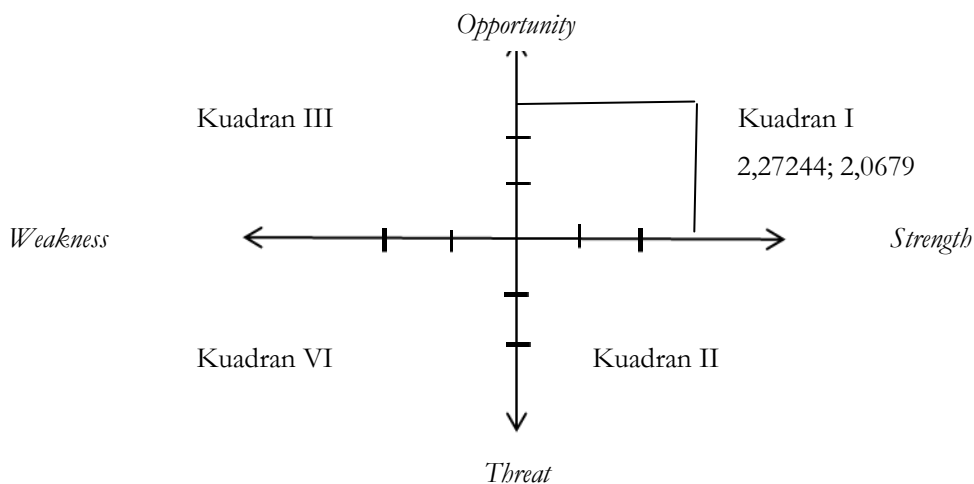 Opportunity
Kuadran III
Kuadran I
2,27244; 2,0679
Weakness
Strength
Kuadran VI
Kuadran II
Threat